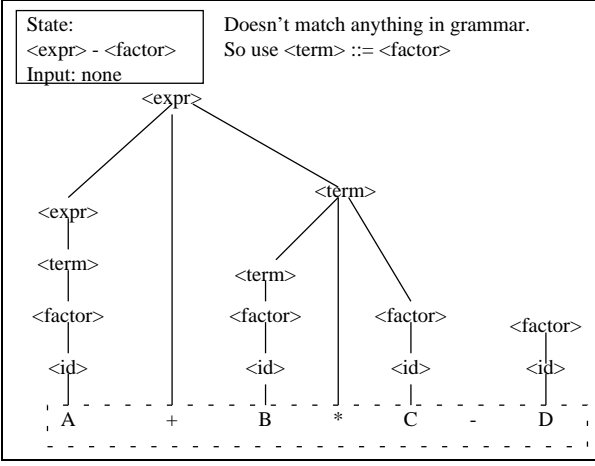 State:
<expr> - <factor>
Input: none
Doesn't match anything in grammar.
So use <term> ::= <factor>
<expr>
<term>
<expr>
<term>
<term>
<factor> <factor> <factor> <factor>
<id> <id> <id> <id>
A + B * C - D